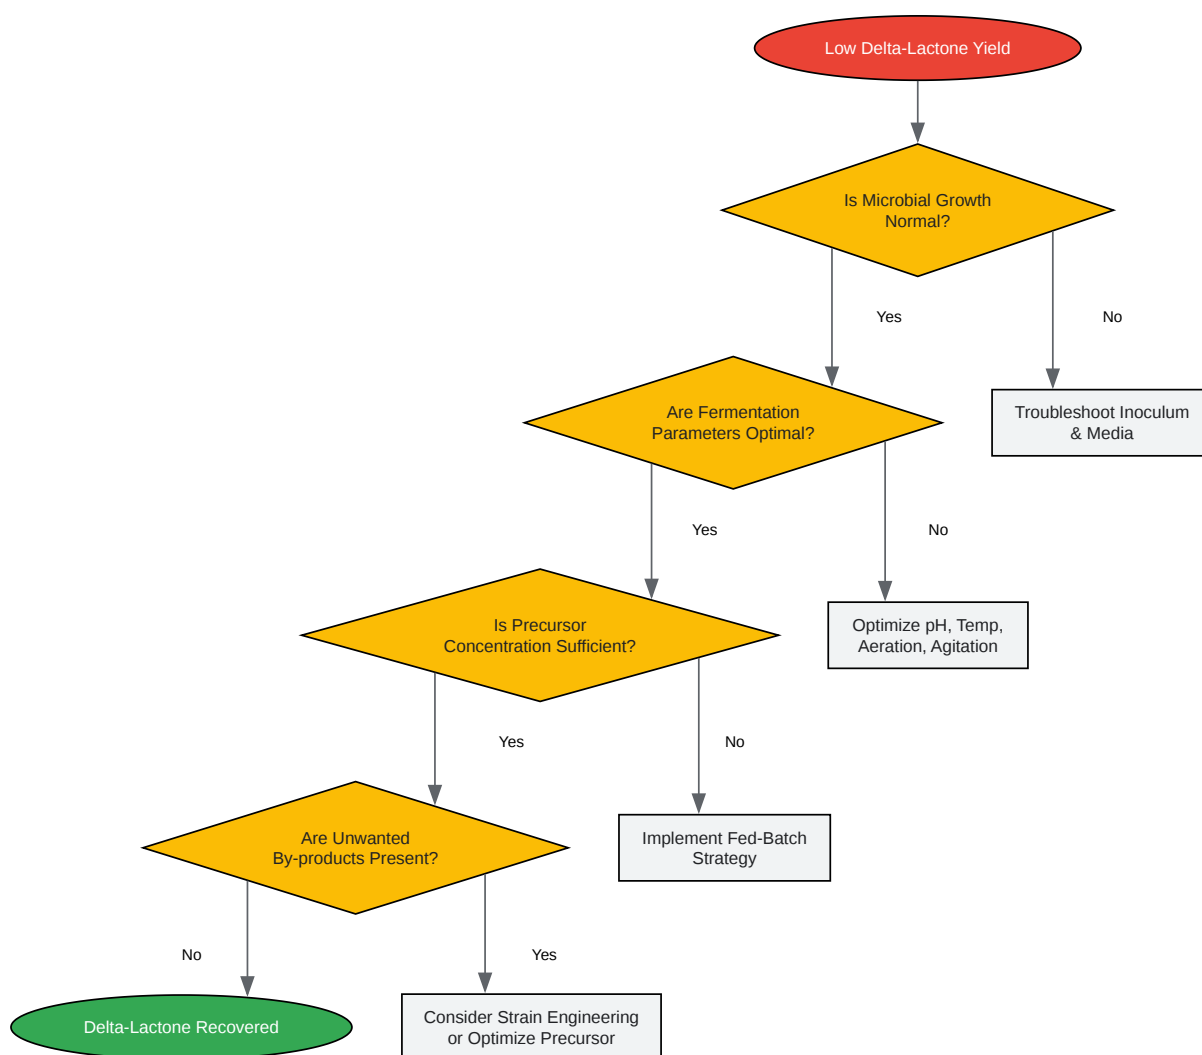 Low Delta-Lactone Yield
Is Microbial Growth
Normal?
Yes
No
Are Fermentation
Parameters Optimal?
Troubleshoot Inoculum
& Media
Yes
No
Is Precursor
Concentration Sufficient?
Optimize pH, Temp,
Aeration, Agitation
Yes
No
Are Unwanted
By-products Present?
Implement Fed-Batch
Strategy
No
Yes
Delta-Lactone Recovered
Consider Strain Engineering
or Optimize Precursor